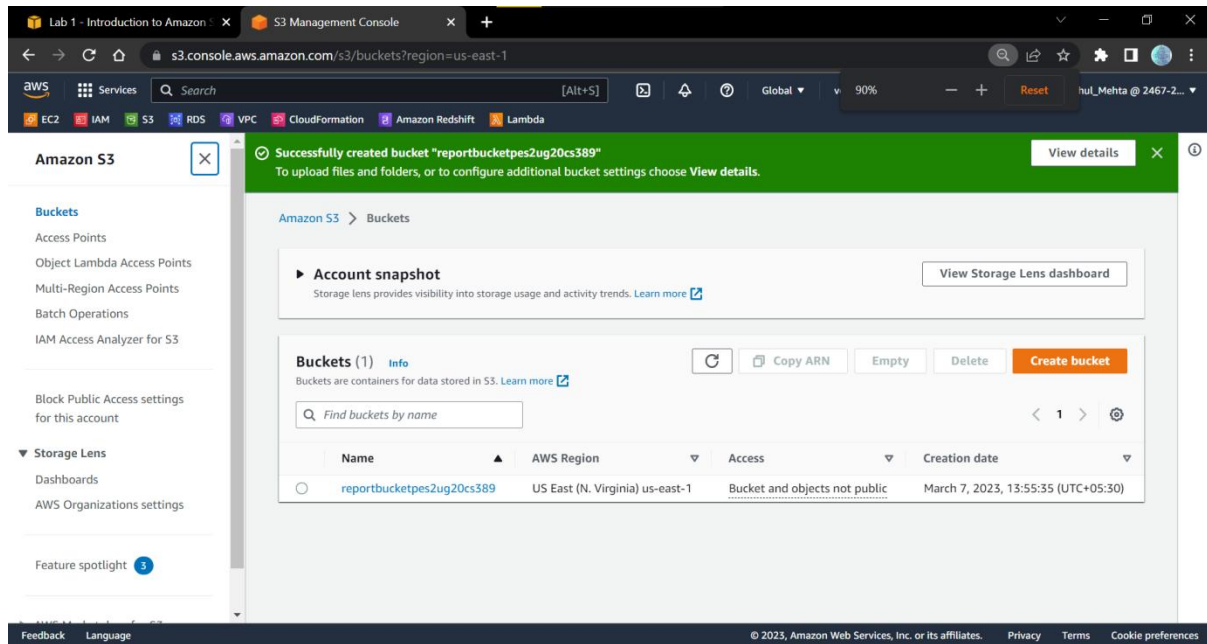 Lab 1 - Introduction to Amazon S
S3 Management Console
s3.console.aws.amazon.com/s3/buckets?region=us-east-1
aws Services Search [Alt+S] Global 90% Reset hul_Mehta @ 2467-2...
EC2 IAM S3 RDS VPC CloudFormation Amazon Redshift Lambda
Amazon S3
Buckets
Access Points
Object Lambda Access Points
Multi-Region Access Points
Batch Operations
IAM Access Analyzer for S3
Block Public Access settings
for this account
Storage Lens
Dashboards
AWS Organizations settings
Feature spotlight 3
Successfully created bucket "reportbucketpes2ug20cs389"
To upload files and folders, or to configure additional bucket settings choose View details.
View details
Amazon S3 > Buckets
Account snapshot
Storage lens provides visibility into storage usage and activity trends. Learn more
View Storage Lens dashboard
Buckets (1) Info
Buckets are containers for data stored in S3. Learn more
Copy ARN Empty Delete Create bucket
Find buckets by name
1
Name AWS Region Access Creation date
reportbucketpes2ug20cs389 US East (N. Virginia) us-east-1 Bucket and objects not public March 7, 2023, 13:55:35 (UTC+05:30)
Feedback Language © 2023, Amazon Web Services, Inc. or its affiliates. Privacy Terms Cookie preferences